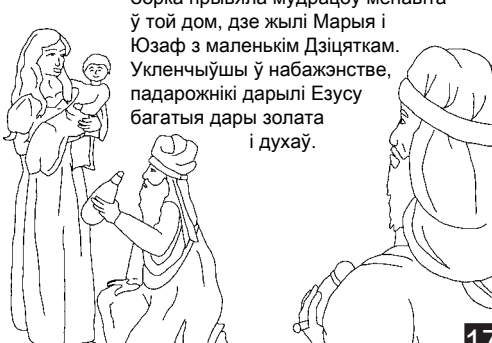 Зорка прывяла мудрацоў менавіта
ў той дом, дзе жылі Марыя і
Юзаф з маленькім Дзіцяткам.
Укленчыўшы ў набажэнстве,
падарожнікі дарылі Езусу
багатыя дары золата
і духаў.
17